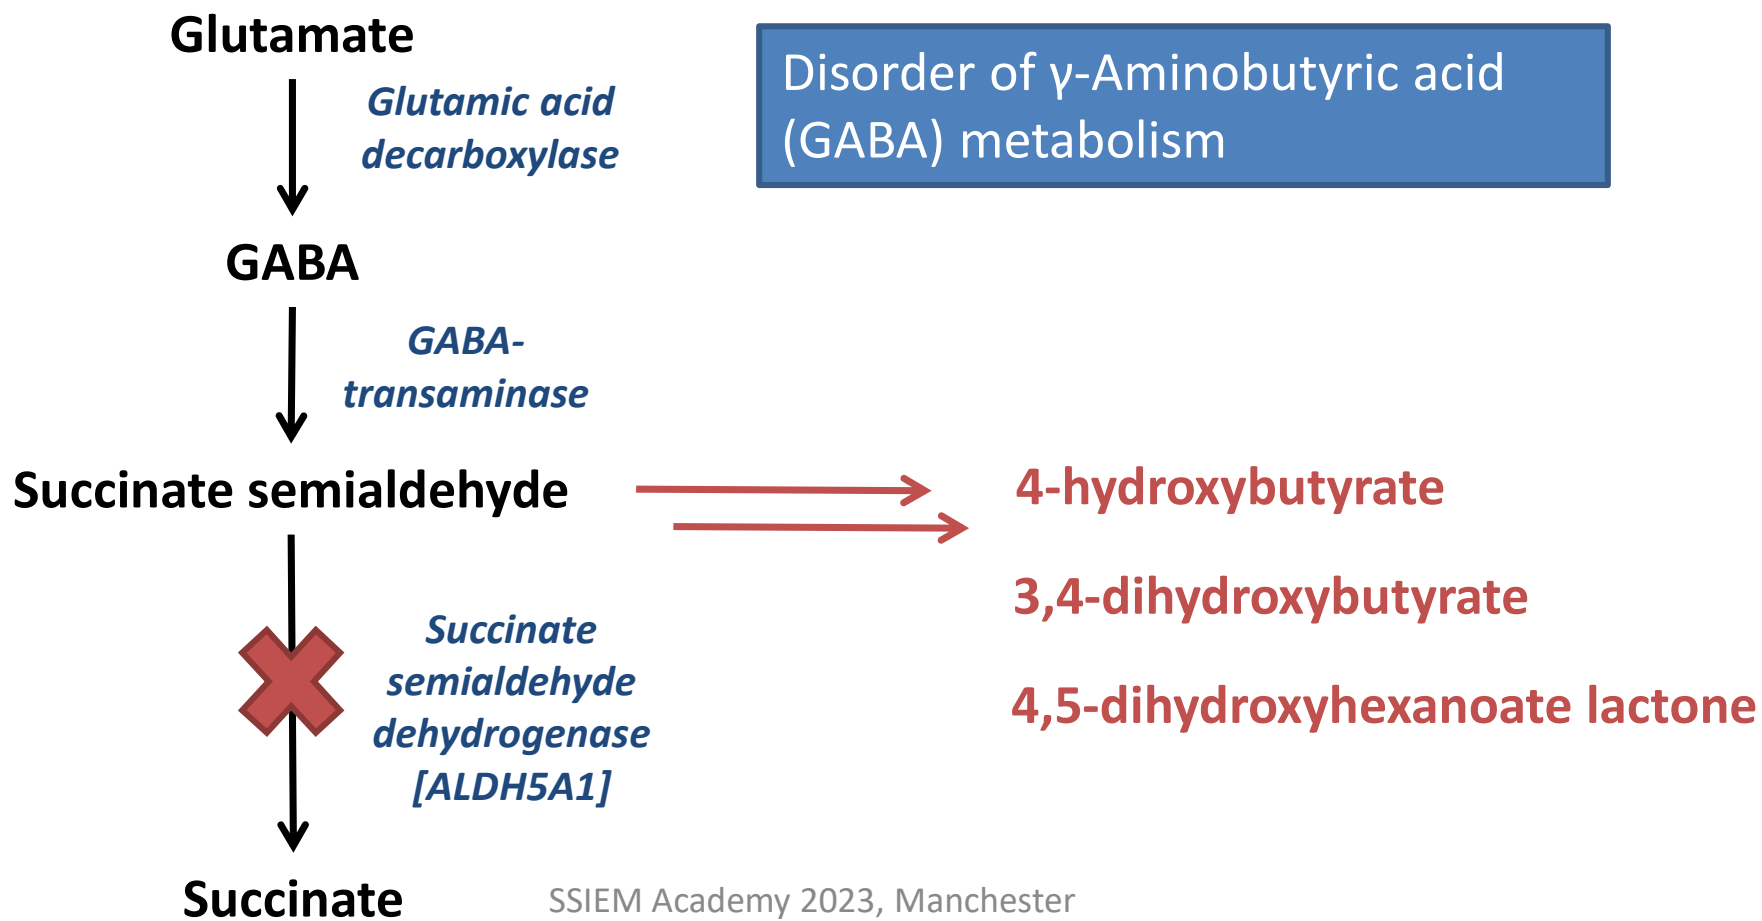 Glutamate
Glutamic acid
decarboxylase
Disorder of γ-Aminobutyric acid
(GABA) metabolism
GABA
GABA-
transaminase
Succinate semialdehyde
4-hydroxybutyrate
3,4-dihydroxybutyrate
4,5-dihydroxyhexanoate lactone
Succinate
semialdehyde
dehydrogenase
[ALDH5A1]
Succinate
SSIEM Academy 2023, Manchester